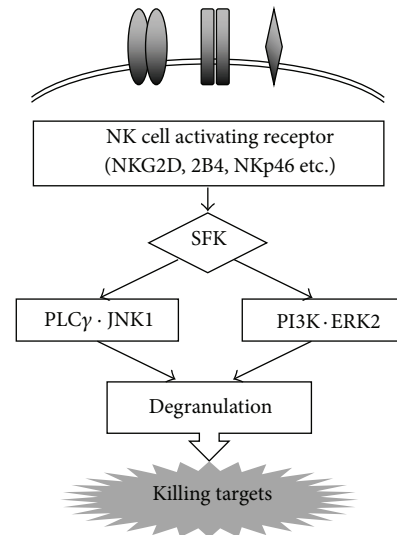 NK cell activating receptor
(NKG2D, 2B4, NKp46 etc.)
SFK
PLCγ · JNK1
PI3K · ERK2
Degranulation
Killing targets